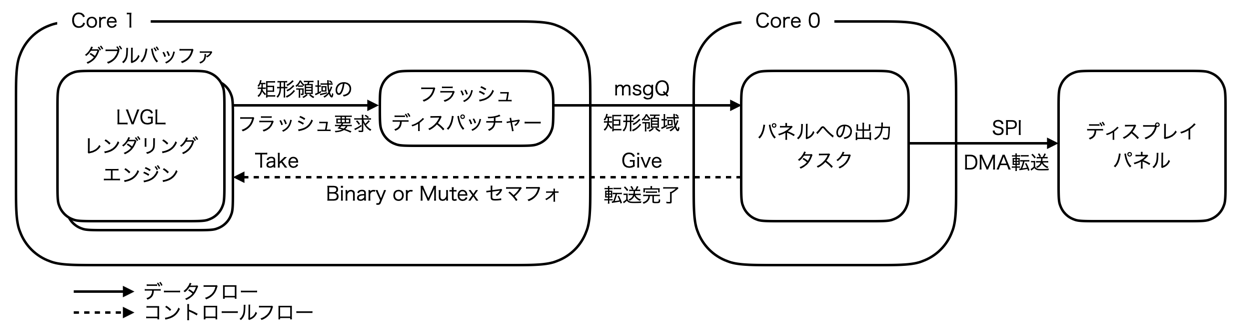 Core 1
Core 0
ダブルバッファ
LVGL
レンダリング
エンジン
矩形領域の
フラッシュ要求
フラッシュ
ディスパッチャー
msgQ
矩形領域
パネルへの出力
タスク
SPI
DMA転送
ディスプレイ
パネル
Take
Give
Binary or Mutex セマフォ
転送完了
データフロー
コントロールフロー